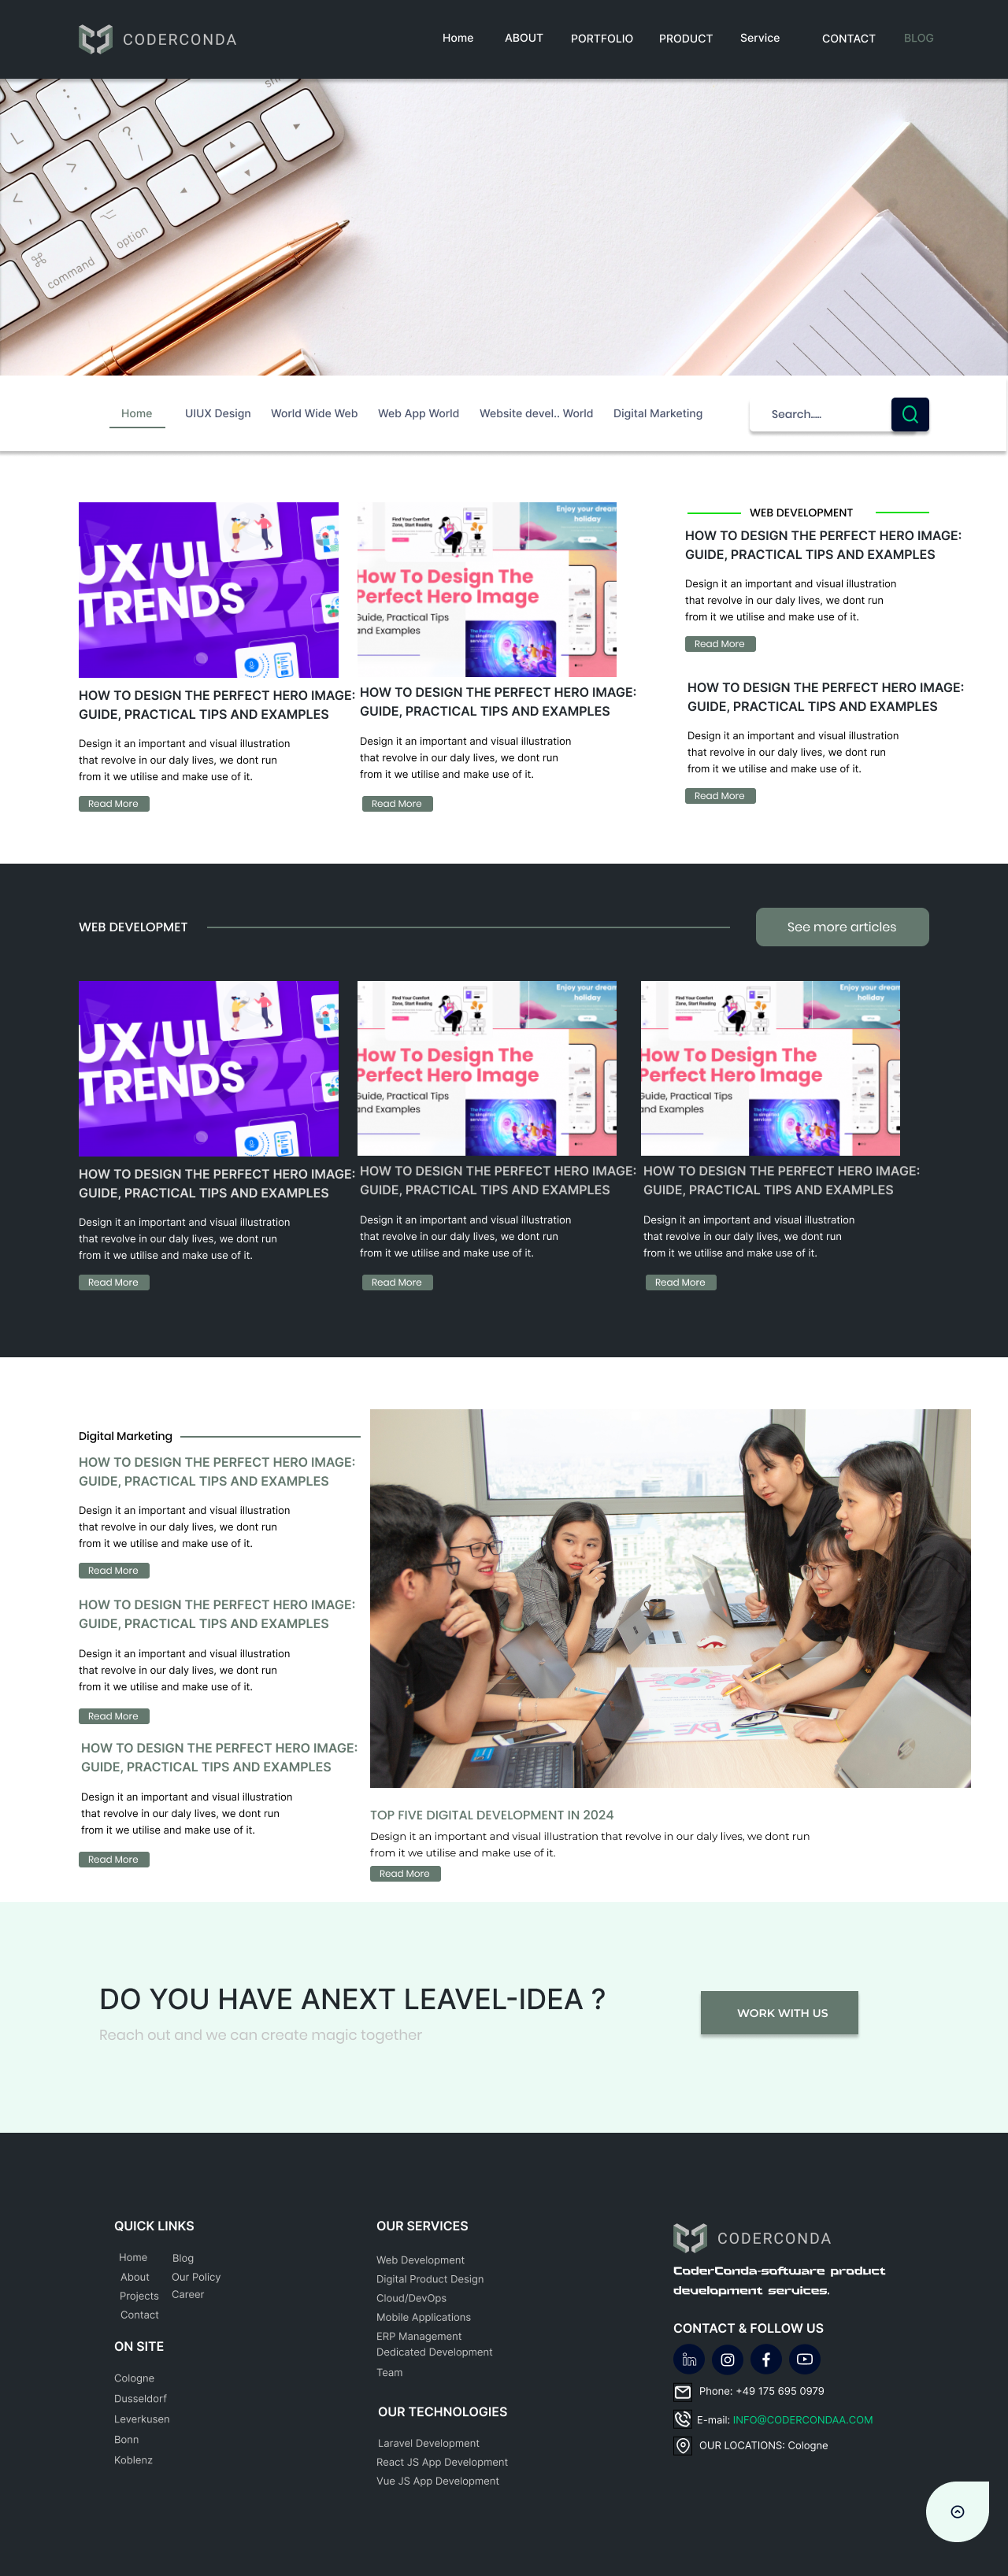 CODERCONDA
Home ABOUT PORTFOLIO PRODUCT Service CONTACT BLOG
L ; : ? / > . < , option command
Home UIUX Design World Wide Web Web App World Website devel.. World Digital Marketing Search.....
UX/UI
TRENDS
Find Your Comfort
Zone, Start Reading
Enjoy your dream
holiday
How To Design The
Perfect Hero Image
Guide, Practical Tips
and Examples
HOW TO DESIGN THE PERFECT HERO IMAGE:
GUIDE, PRACTICAL TIPS AND EXAMPLES
Design it an important and visual illustration
that revolve in our daly lives, we dont run
from it we utilise and make use of it.
Read More
HOW TO DESIGN THE PERFECT HERO IMAGE:
GUIDE, PRACTICAL TIPS AND EXAMPLES
Design it an important and visual illustration
that revolve in our daly lives, we dont run
from it we utilise and make use of it.
Read More
WEB DEVELOPMENT
HOW TO DESIGN THE PERFECT HERO IMAGE:
GUIDE, PRACTICAL TIPS AND EXAMPLES
Design it an important and visual illustration
that revolve in our daly lives, we dont run
from it we utilise and make use of it.
Read More
HOW TO DESIGN THE PERFECT HERO IMAGE:
GUIDE, PRACTICAL TIPS AND EXAMPLES
Design it an important and visual illustration
that revolve in our daly lives, we dont run
from it we utilise and make use of it.
Read More
WEB DEVELOPMET
See more articles
UX/UI
TRENDS
Find Your Comfort
Zone, Start Reading
Enjoy your dream
holiday
How To Design The
Perfect Hero Image
Guide, Practical Tips
and Examples
Find Your Comfort
Zone, Start Reading
Enjoy your dream
holiday
How To Design The
Perfect Hero Image
Guide, Practical Tips
and Examples
HOW TO DESIGN THE PERFECT HERO IMAGE:
GUIDE, PRACTICAL TIPS AND EXAMPLES
Design it an important and visual illustration
that revolve in our daly lives, we dont run
from it we utilise and make use of it.
Read More
HOW TO DESIGN THE PERFECT HERO IMAGE:
GUIDE, PRACTICAL TIPS AND EXAMPLES
Design it an important and visual illustration
that revolve in our daly lives, we dont run
from it we utilise and make use of it.
Read More
HOW TO DESIGN THE PERFECT HERO IMAGE:
GUIDE, PRACTICAL TIPS AND EXAMPLES
Design it an important and visual illustration
that revolve in our daly lives, we dont run
from it we utilise and make use of it.
Read More
Digital Marketing
HOW TO DESIGN THE PERFECT HERO IMAGE:
GUIDE, PRACTICAL TIPS AND EXAMPLES
Design it an important and visual illustration
that revolve in our daly lives, we dont run
from it we utilise and make use of it.
Read More
HOW TO DESIGN THE PERFECT HERO IMAGE:
GUIDE, PRACTICAL TIPS AND EXAMPLES
Design it an important and visual illustration
that revolve in our daly lives, we dont run
from it we utilise and make use of it.
Read More
HOW TO DESIGN THE PERFECT HERO IMAGE:
GUIDE, PRACTICAL TIPS AND EXAMPLES
Design it an important and visual illustration
that revolve in our daly lives, we dont run
from it we utilise and make use of it.
Read More
TOP FIVE DIGITAL DEVELOPMENT IN 2024
Design it an important and visual illustration that revolve in our daly lives, we dont run
from it we utilise and make use of it.
Read More
DO YOU HAVE ANEXT LEAVEL-IDEA ?
Reach out and we can create magic together
WORK WITH US
QUICK LINKS
Home Blog
About Our Policy
Projects Career
Contact
ON SITE
Cologne
Dusseldorf
Leverkusen
Bonn
Koblenz
OUR SERVICES
Web Development
Digital Product Design
Cloud/DevOps
Mobile Applications
ERP Management
Dedicated Development
Team
OUR TECHNOLOGIES
Laravel Development
React JS App Development
Vue JS App Development
CODERCONDA
CoderConda-software product
development services.
CONTACT & FOLLOW US
Phone: +49 175 695 0979
E-mail: INFO@CODERCONDAA.COM
OUR LOCATIONS: Cologne